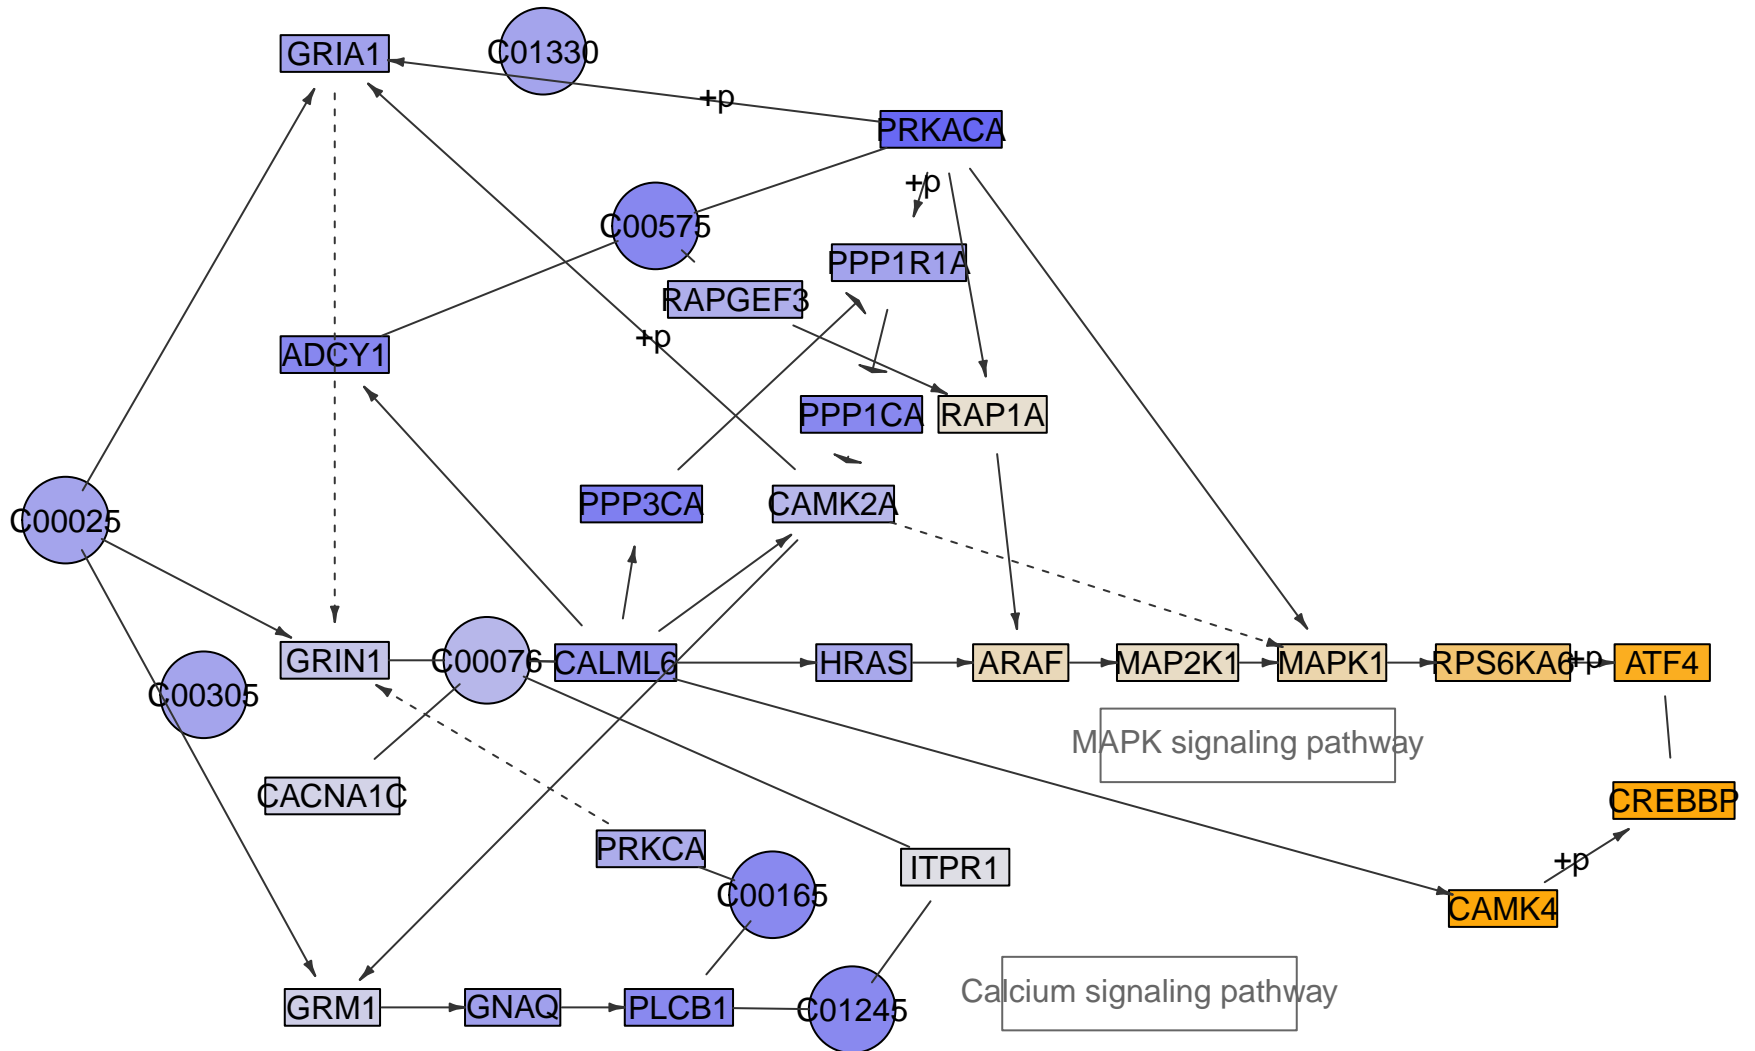 GRIA1
C01330
+p
PRKACA
+p
C00575
PPP1R1A
RAPGEF3
+p
ADCY1
PPP1CA
RAP1A
PPP3CA
CAMK2A
C00025
GRIN1
C00076
CALML6
HRAS
ARAF
MAP2K1
MAPK1
RPS6KA6
+p
ATF4
C00305
MAPK signaling pathway
CACNA1C
CREBBP
PRKCA
ITPR1
+p
C00165
CAMK4
Calcium signaling pathway
GRM1
GNAQ
PLCB1
C01245